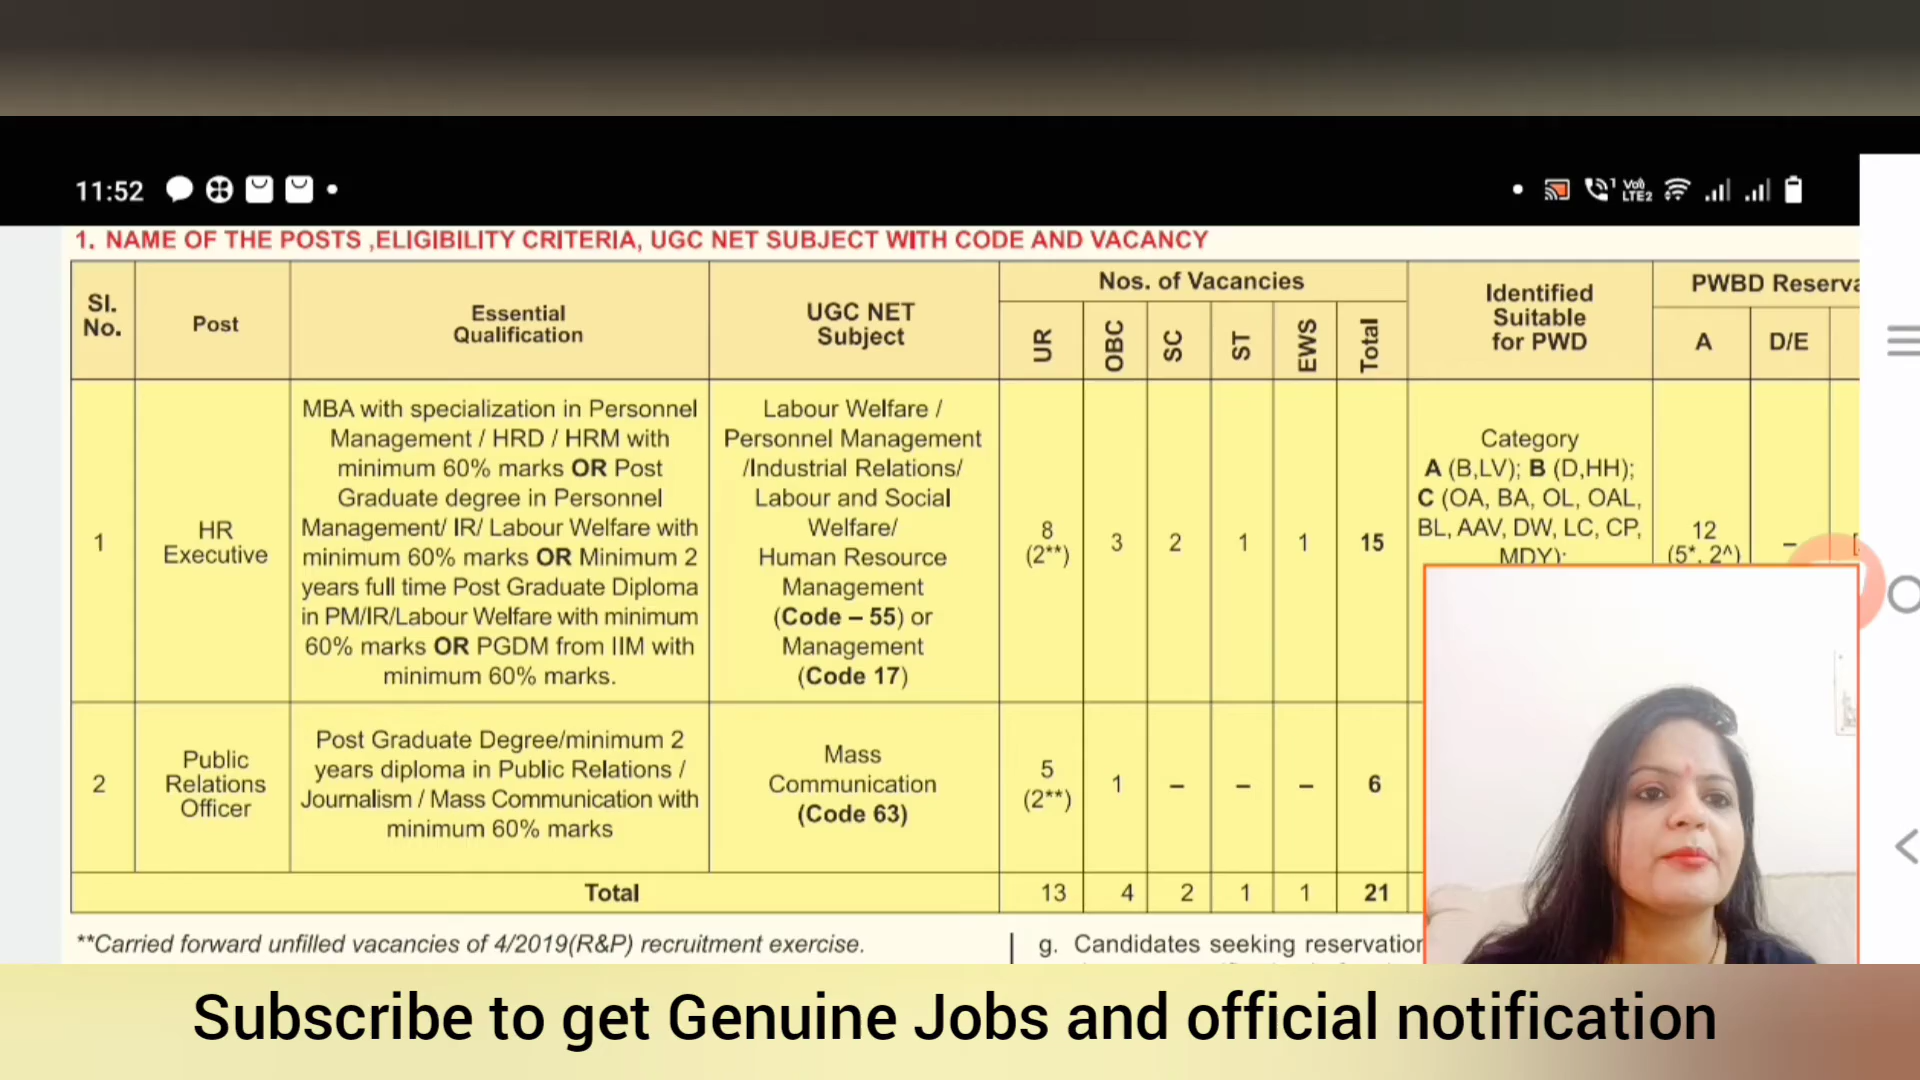 11:52
1 Vo) LTE2
1. NAME OF THE POSTS ,ELIGIBILITY CRITERIA, UGC NET SUBJECT WITH CODE AND VACANCY
Sl. No.
Post
Essential Qualification
UGC NET Subject
Nos. of Vacancies
UR
OBC
SC
ST
EWS
Total
Identified Suitable for PWD
PWBD
A
D/E
1
HR
Executive
MBA with specialization in Personnel
Management / HRD / HRM with
minimum 60% marks OR Post
Graduate degree in Personnel
Management/ IR/ Labour Welfare with
minimum 60% marks OR Minimum 2
years full time Post Graduate Diploma
in PM/IR/Labour Welfare with minimum
60% marks OR PGDM from IIM with
minimum 60% marks.
Labour Welfare /
Personnel Management
/Industrial Relations/
Labour and Social
Welfare/
Human Resource
Management
(Code – 55) or
Management
(Code 17)
8
(2**)
3
2
1
1
15
Category
A (B,LV); B (D,HH);
C (OA, BA, OL, OAL,
BL, AAV, DW, LC, CP,
MDY);
12
(5*, 2^)
–
2
Public
Relations
Officer
Post Graduate Degree/minimum 2
years diploma in Public Relations /
Journalism / Mass Communication with
minimum 60% marks
Mass
Communication
(Code 63)
5
(2**)
1
–
–
–
6
Total
13
4
2
1
1
21
**Carried forward unfilled vacancies of 4/2019(R&P) recruitment exercise.
g. Candidates seeking
Subscribe to get Genuine Jobs and official notification